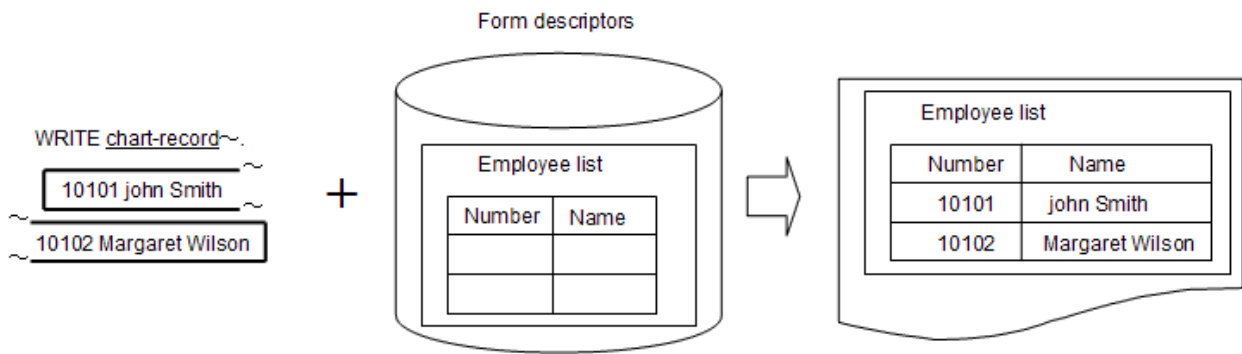 Form descriptors
WRITE chart-record～.
10101 john Smith
10102 Margaret Wilson
+
Employee list
Number Name
Employee list
Number Name
10101 john Smith
10102 Margaret Wilson